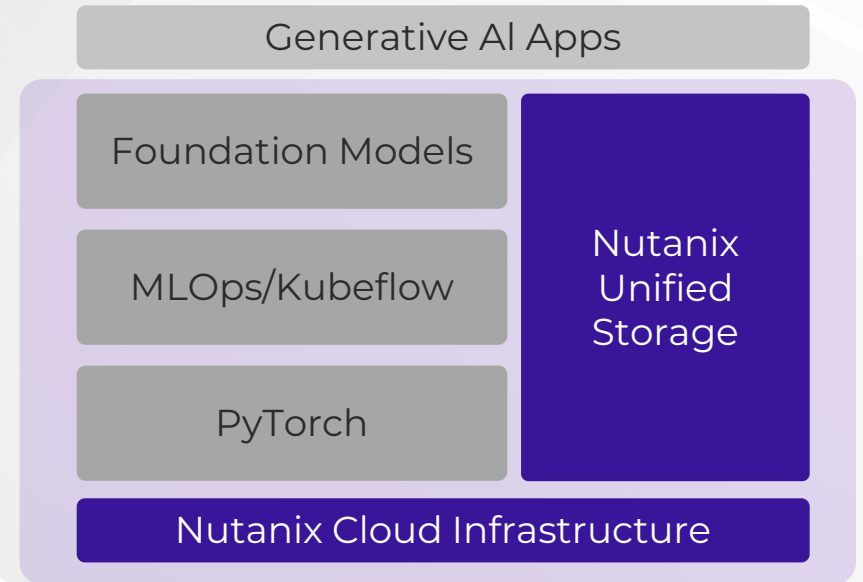 Generative AI Apps
Foundation Models
MLOps/Kubeflow
PyTorch
Nutanix
Unified
Storage
Nutanix Cloud Infrastructure